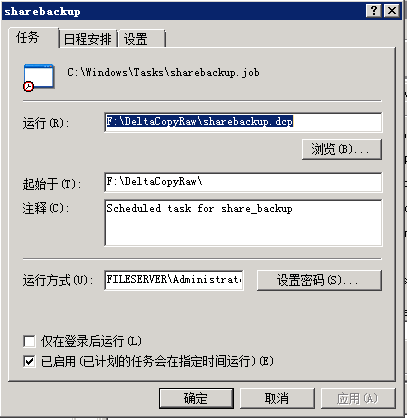 sharebackup
任务 日程安排 设置
C:\Windows\Tasks\sharebackup.job
运行(R): F:\DeltaCopyRaw\sharebackup.dcp
浏览(B)...
起始于(T): F:\DeltaCopyRaw\
注释(C): Scheduled task for share_backup
运行方式(U): FILESERVER\Administrat 设置密码(S)...
仅在登录后运行(L)
已启用(已计划的任务会在指定时间运行)(E)
确定 取消 应用(A)